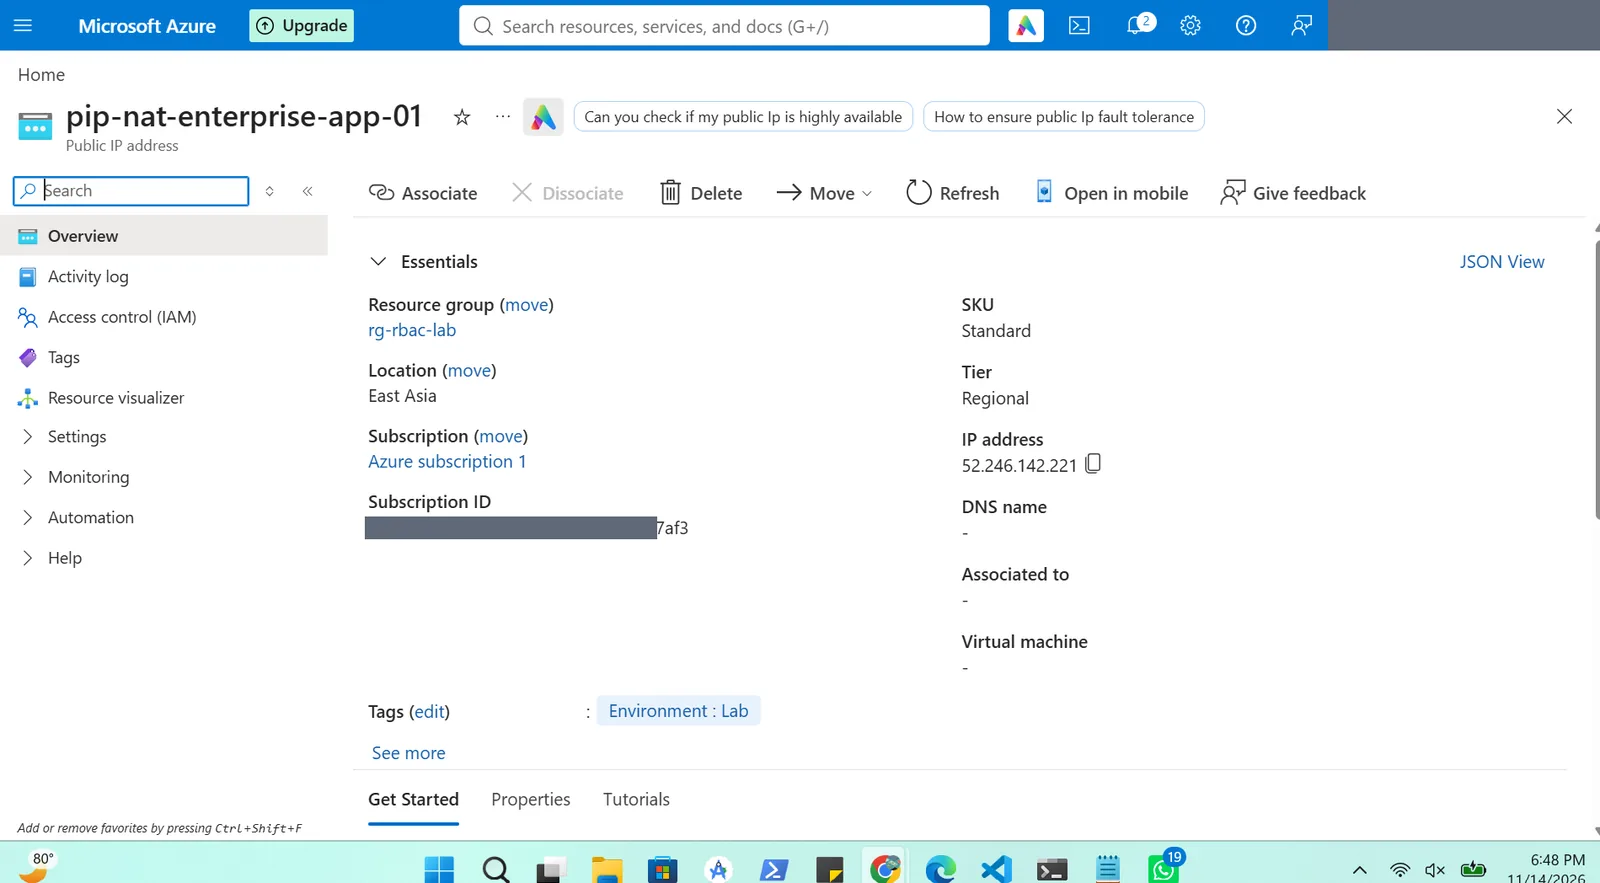 Microsoft Azure
Upgrade
Search resources, services, and docs (G+/)
2
Home
pip-nat-enterprise-app-01
Public IP address
Can you check if my public Ip is highly available
How to ensure public Ip fault tolerance
Search
Associate
Dissociate
Delete
Move
Refresh
Open in mobile
Give feedback
Overview
Activity log
Access control (IAM)
Tags
Resource visualizer
Settings
Monitoring
Automation
Help
Add or remove favorites by pressing Ctrl+Shift+F
Essentials
JSON View
Resource group (move)
rg-rbac-lab
Location (move)
East Asia
Subscription (move)
Azure subscription 1
Subscription ID
7af3
SKU
Standard
Tier
Regional
IP address
52.246.142.221
DNS name
-
Associated to
-
Virtual machine
-
Tags (edit) : Environment : Lab
See more
Get Started Properties Tutorials
80°
19
6:48 PM
11/14/2026